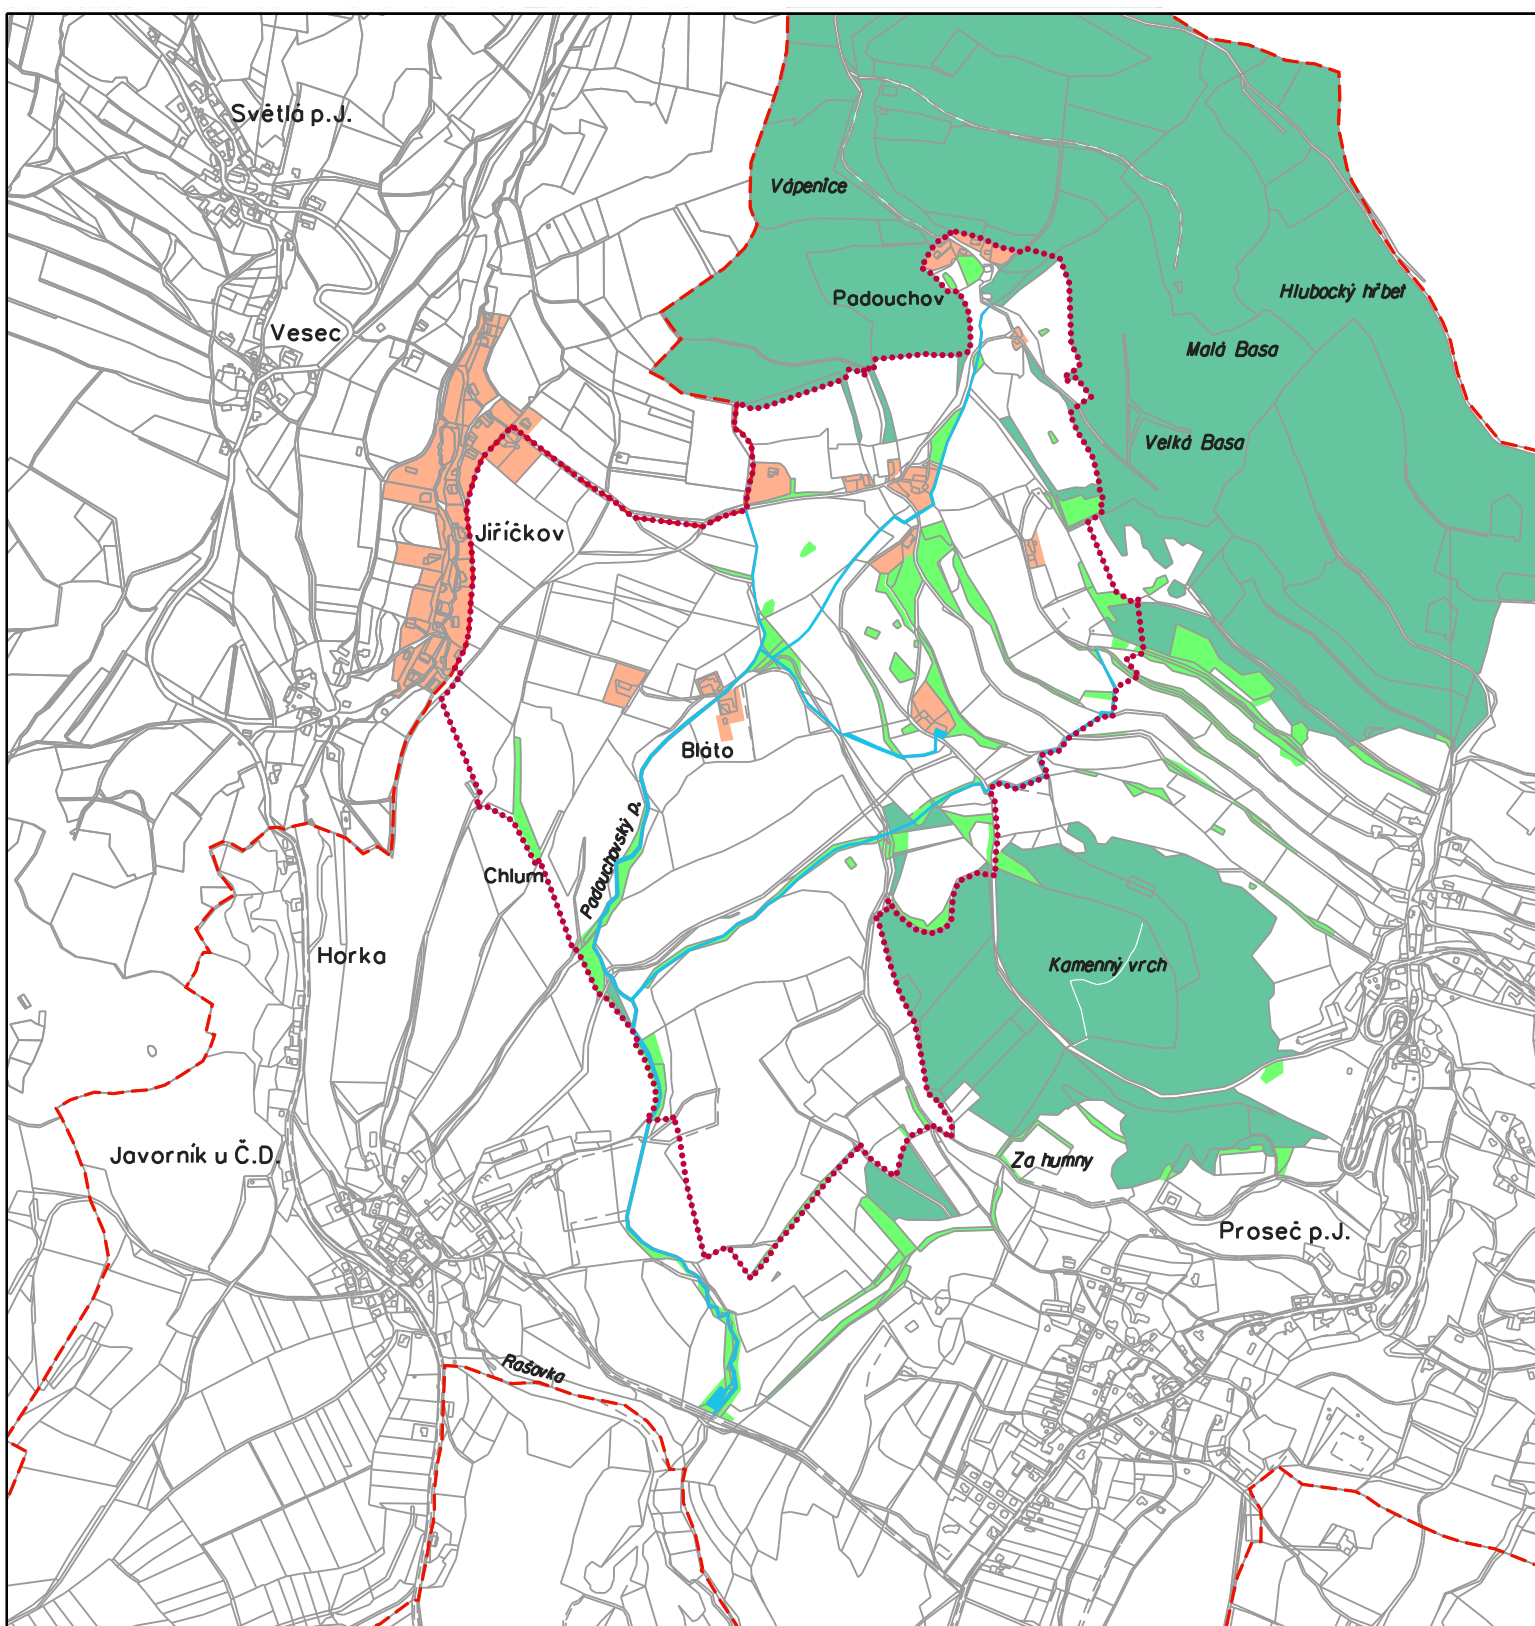 Světlá p.J.
Vápenice
Padouchov
Hlubocký hřbet
Vesec
Malá Basa
Velká Basa
Jiříčkov
Bláto
Padouchovský p.
Chlum
Horka
Kamenný vrch
Javorník u Č.D.
Za humny
Proseč p.J.
Rašovka